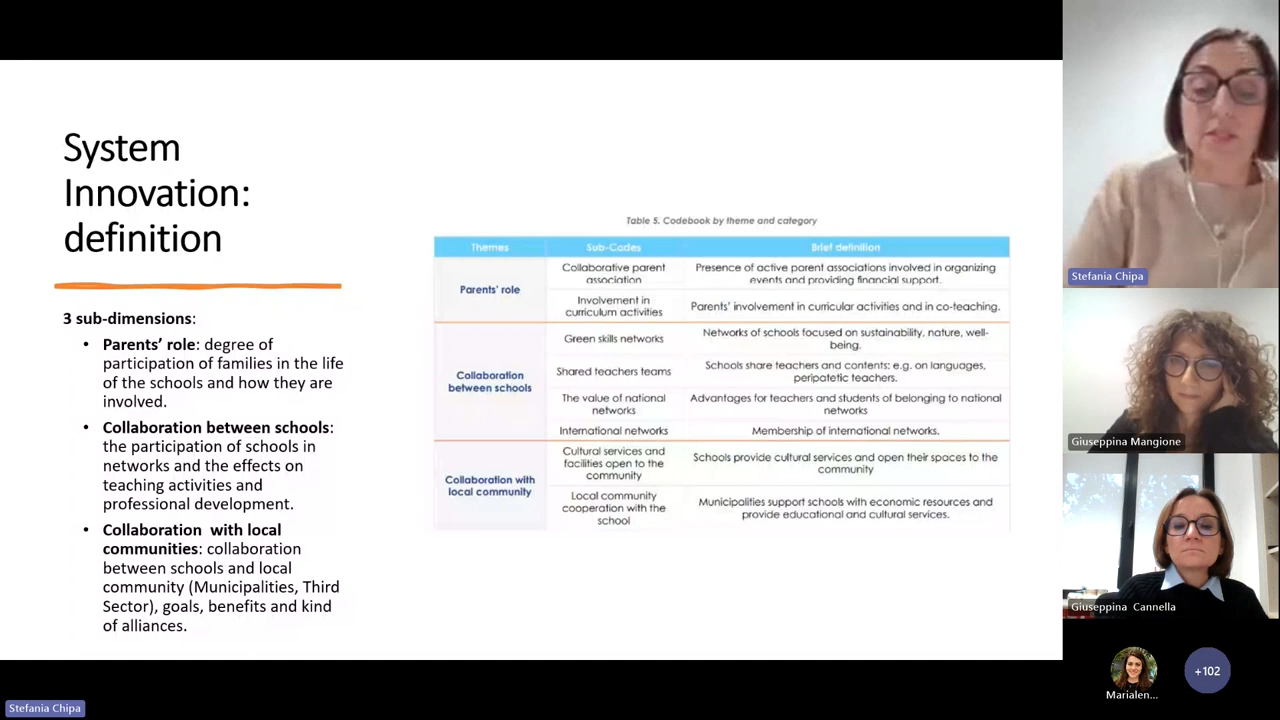 System
Innovation:
definition
3 sub-dimensions:
• Parents' role: degree of
participation of families in the life
of the schools and how they are
involved.
• Collaboration between schools:
the participation of schools in
networks and the effects on
teaching activities and
professional development.
• Collaboration with local
communities: collaboration
between schools and local
community (Municipalities, Third
Sector), goals, benefits and kind
of alliances.
Table 5. Codebook by theme and category
Themes Sub-Codes Brief definition
Parents' role
Collaborative parent
association
Presence of active parent associations involved in organizing
events and providing financial support.
Involvement in
curriculum activities
Parents' involvement in curricular activities and in co-teaching.
Collaboration
between schools
Green skills networks
Networks of schools focused on sustainability, nature, well-
being.
Shared teachers teams
Schools share teachers and contents: e.g. on languages,
peripatetic teachers.
The value of national
networks
Advantages for teachers and students of belonging to national
networks
International networks
Membership of international networks.
Collaboration with
local community
Cultural services and
facilities open to the
community
Schools provide cultural services and open their spaces to the
community
Local community
cooperation with the
school
Municipalities support schools with economic resources and
provide educational and cultural services.
Stefania Chipa
Giuseppina Mangione
Giuseppina Cannella
Marialen...
+102
Stefania Chipa